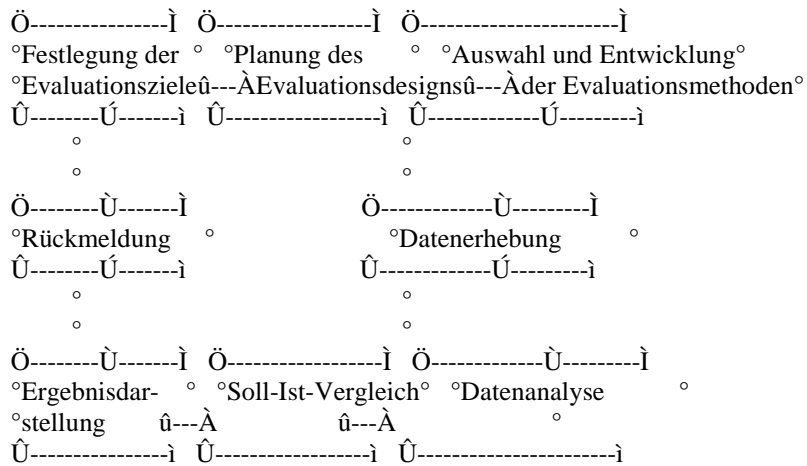 Ö----------------Ì Ö------------------Ì Ö-----------------------Ì
°Festlegung der ° °Planung des ° °Auswahl und Entwicklung°
°Evaluationszieleû---ÀEvaluationsdesignsû---Àder Evaluationsmethoden°
Û--------Ú-------ì Û------------------ì Û-------------Ú---------ì
° °
° °
Ö--------Ù-------Ì Ö-------------Ù---------Ì
°Rückmeldung ° °Datenerhebung °
Û--------Ú-------ì Û-------------Ú---------ì
° °
° °
Ö--------Ù-------Ì Ö------------------Ì Ö-------------Ù---------Ì
°Ergebnisdar- ° °Soll-Ist-Vergleich° °Datenanalyse °
°stellung û---À û---À °
Û----------------ì Û------------------ì Û-----------------------ì